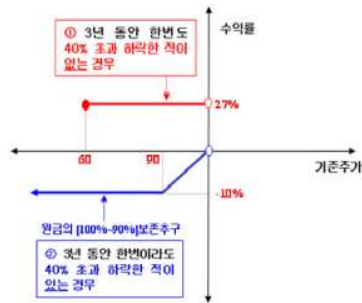 수익률
① 3년 동안 한번도
40% 초과 하락한 적이
있는 경우
27%
60
90
기준주가
-10%
원금의 [100%~90%]보존추구
② 3년 동안 한번이라도
40% 초과 하락한 적이
있는 경우